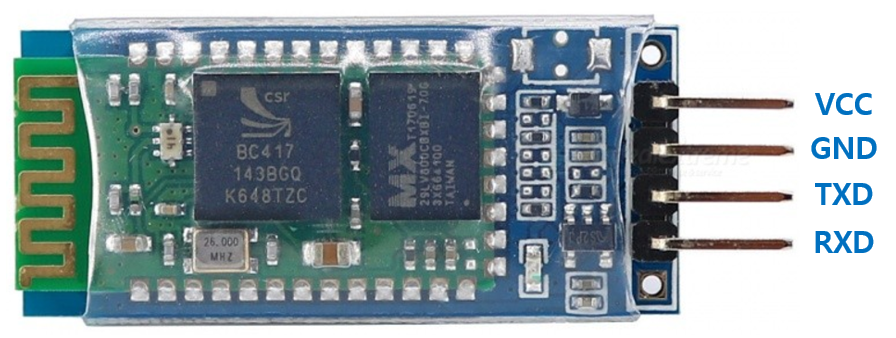 csr
BC417
143BGQ
K648TZC
MX
T170619
29LV800CBXBI-70G
3X664100
TAIWAN
26.000
MHZ
VCC
GND
TXD
RXD